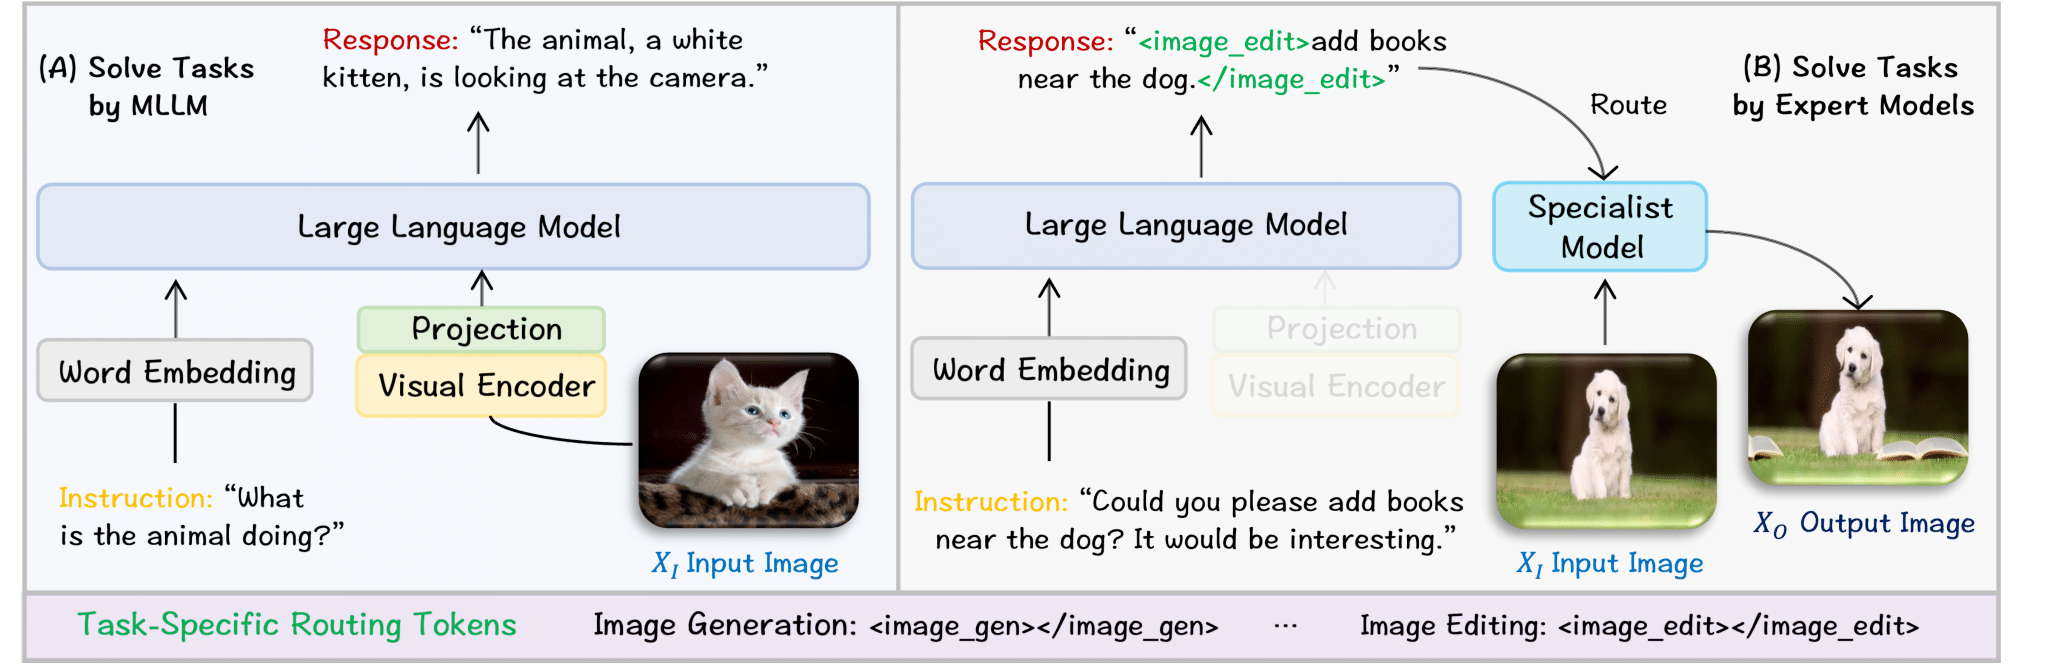 (A) Solve Tasks
by MLLM
Response: “The animal, a white
kitten, is looking at the camera.”
Large Language Model
Projection
Word Embedding
Visual Encoder
Instruction: “What
is the animal doing?”
X_I Input Image
Response: “<image_edit>add books
near the dog.</image_edit>”
(B) Solve Tasks
by Expert Models
Route
Large Language Model
Specialist
Model
Projection
Word Embedding
Visual Encoder
Instruction: “Could you please add books
near the dog? It would be interesting.”
X_I Input Image
X_O Output Image
Task-Specific Routing Tokens
Image Generation: <image_gen></image_gen> ... Image Editing: <image_edit></image_edit>